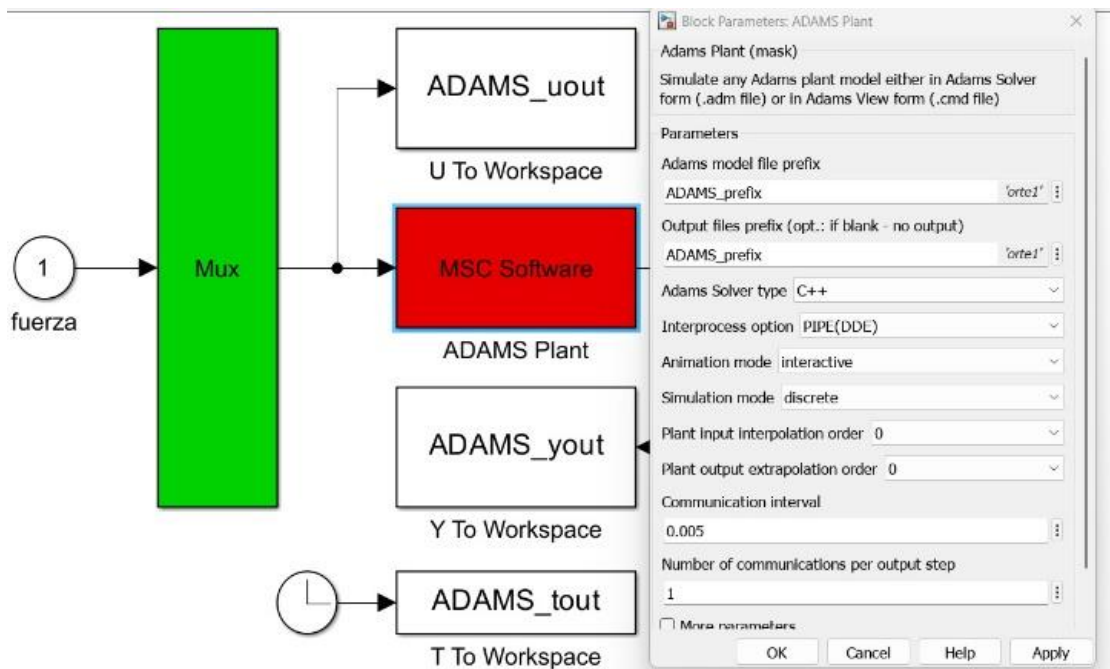 ADAMS_uout
U To Workspace
1
fuerza
Mux
MSC Software
ADAMS Plant
ADAMS_yout
Y To Workspace
ADAMS_tout
T To Workspace
Block Parameters: ADAMS Plant
Adams Plant (mask)
Simulate any Adams plant model either in Adams Solver
form (.adm file) or in Adams View form (.cmd file)
Parameters
Adams model file prefix
ADAMS_prefix 'orte1'
Output files prefix (opt.: if blank - no output)
ADAMS_prefix 'orte1'
Adams Solver type C++
Interprocess option PIPE(DDE)
Animation mode interactive
Simulation mode discrete
Plant input interpolation order 0
Plant output extrapolation order 0
Communication interval
0.005
Number of communications per output step
1
More parameters
OK Cancel Help Apply